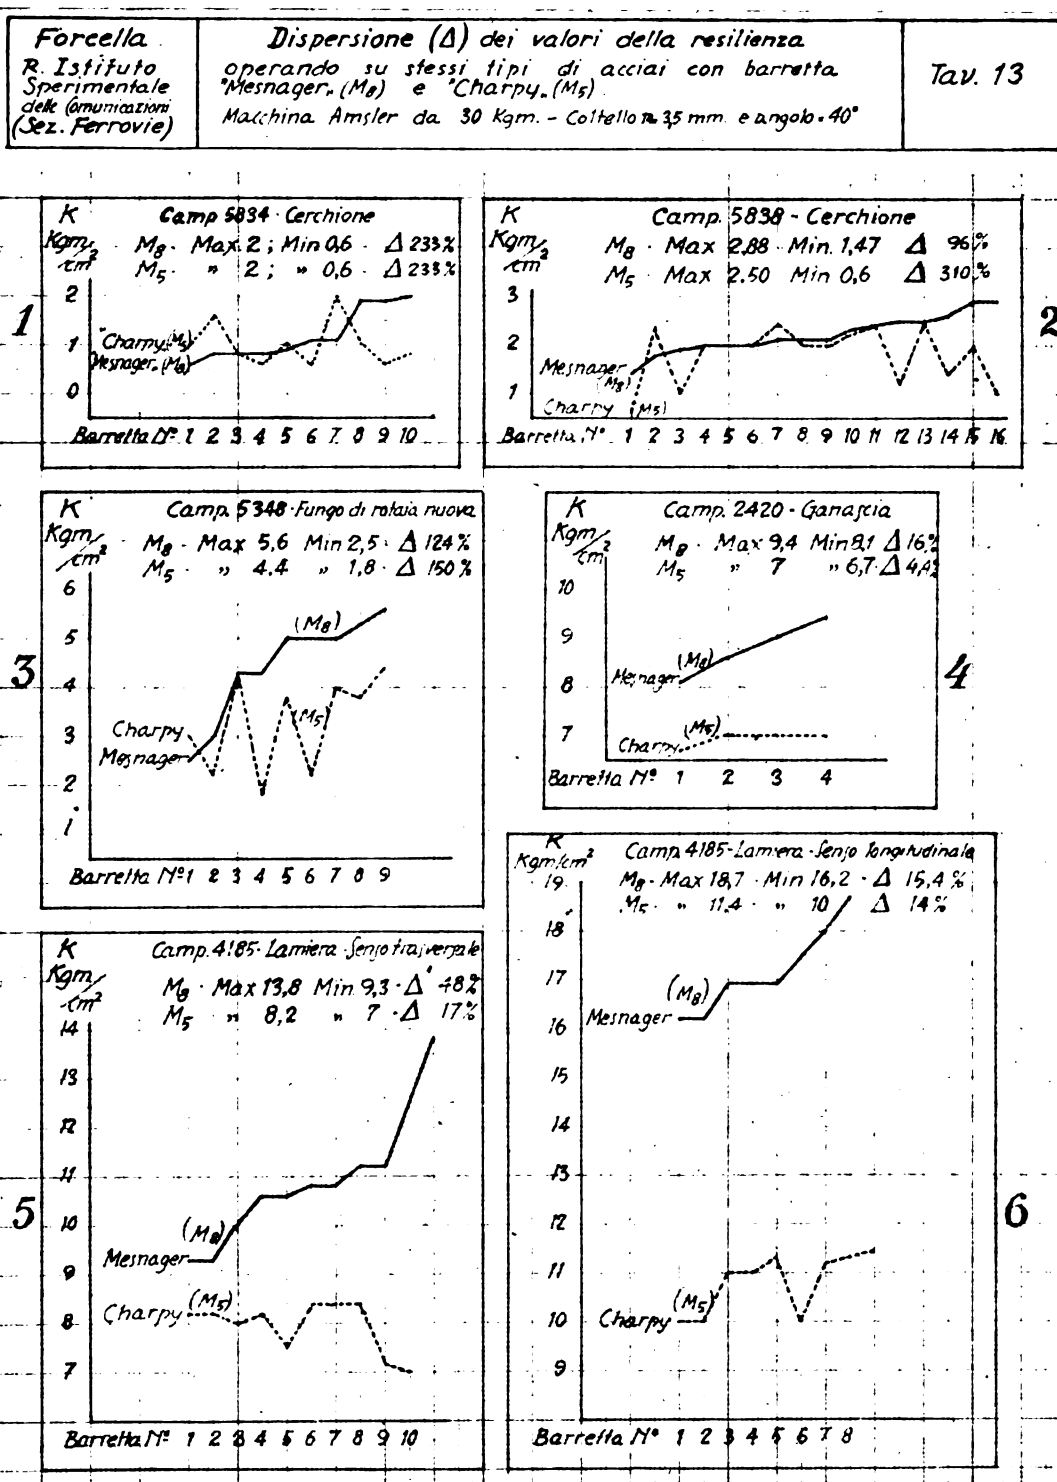 Forcella
R. Istituto
Sperimentale
delle Comunicazioni
(Sez. Ferrovie)
Dispersione (Δ) dei valori della resilienza
operando su stessi tipi di acciai con barretta
"Mesnager„ (M8) e "Charpy„ (M5)
Macchina Amsler da 30 Kgm. - Coltello 3,5 mm. e angolo = 40°
Tav. 13
1
K
Kgm/cm²
Camp 5834 - Cerchione
M8 - Max 2 ; Min 0,6 - Δ 233%
M5 - " 2 ; " 0,6 - Δ 233%
2
1
0
"Charpy„ (M5)
Mesnager„ (M8)
Barretta N° 1 2 3 4 5 6 7 8 9 10
2
K
Kgm/cm²
Camp. 5838 - Cerchione
M8 - Max 2,88 - Min. 1,47 Δ 96%
M5 - Max 2.50 Min 0,6 Δ 310%
3
2
1
Mesnager (M8)
Charpy (M5)
Barretta N° 1 2 3 4 5 6 7 8 9 10 11 12 13 14 15 16
3
K
Kgm/cm²
Camp. 5348 - Fungo di rotaia nuova
M8 - Max 5,6 Min 2,5 - Δ 124%
M5 " 4.4 " 1,8 - Δ 150%
6
5
4
3
2
1
(M8)
(M5)
Charpy
Mesnager
Barretta N° 1 2 3 4 5 6 7 8 9
4
K
Kgm/cm²
Camp. 2420 - Ganascia
M8 - Max 9,4 Min 8,1 Δ 16%
M5 " 7 " 6,7 - Δ 4,4%
10
9
8
7
Mesnager (M8)
Charpy (M5)
Barretta N° 1 2 3 4
5
K
Kgm/cm²
Camp. 4185 - Lamiera - Senso trasversale
M8 - Max 13,8 Min 9,3 - Δ 48%
M5 " 8,2 " 7 - Δ 17%
14
13
12
11
10
9
8
7
Mesnager (M8)
Charpy (M5)
Barretta N° 1 2 3 4 5 6 7 8 9 10
6
K
Kgm/cm²
Camp. 4185 - Lamiera - Senso longitudinale
M8 - Max 18,7 - Min 16,2 - Δ 15,4%
M5 - " 11.4 - " 10 Δ 14%
19
18
17
16
15
14
13
12
11
10
9
(M8)
Mesnager
(M5)
Charpy
Barretta N° 1 2 3 4 5 6 7 8